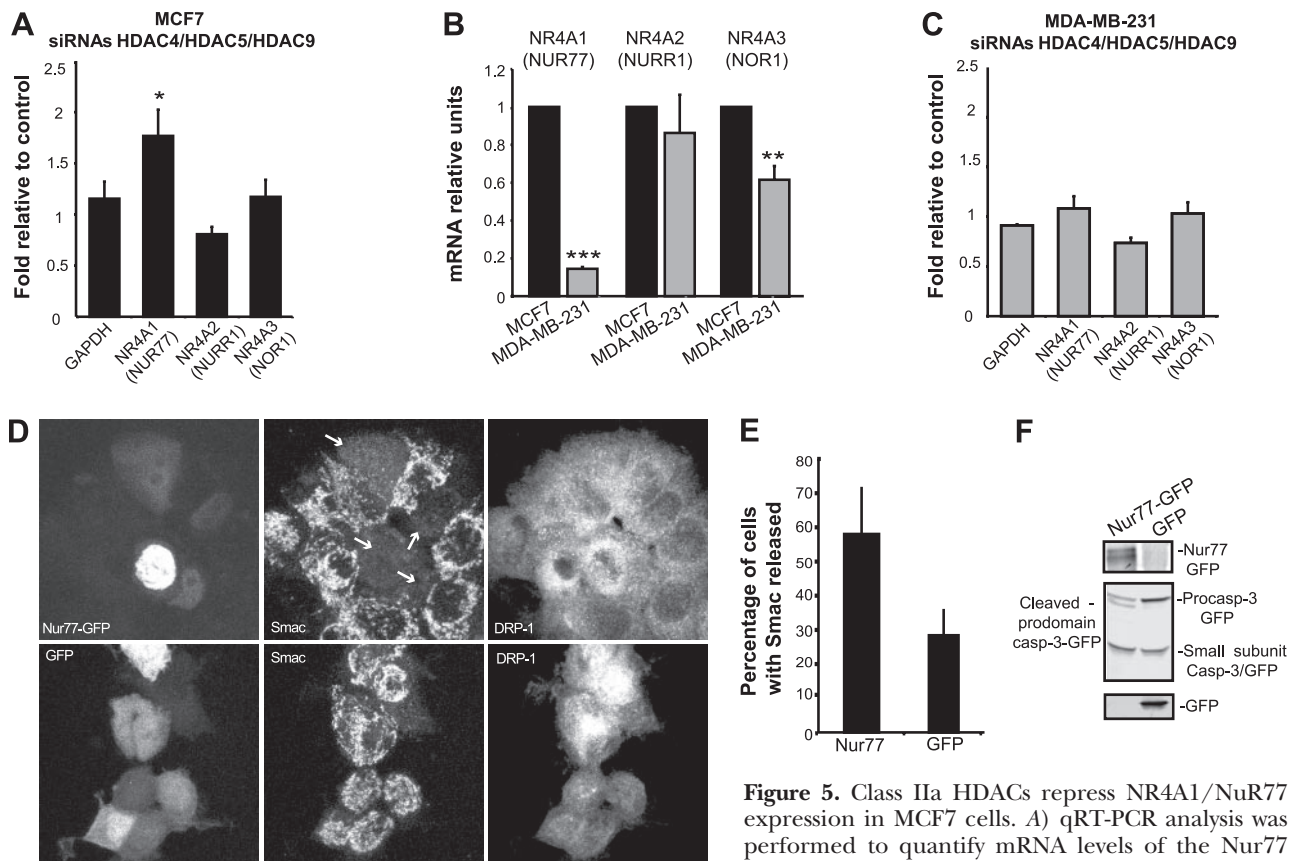 A
MCF7
siRNAs HDAC4/HDAC5/HDAC9
Fold relative to control
2.5
2
1.5
1
0.5
0
*
GAPDH
NR4A1
(NUR77)
NR4A2
(NURR1)
NR4A3
(NOR1)
B
NR4A1
(NUR77)
NR4A2
(NURR1)
NR4A3
(NOR1)
mRNA relative units
1.2
1
0.8
0.6
0.4
0.2
0
***
**
MCF7
MDA-MB-231
MCF7
MDA-MB-231
MCF7
MDA-MB-231
C
MDA-MB-231
siRNAs HDAC4/HDAC5/HDAC9
Fold relative to control
2.5
2
1.5
1
0.5
0
GAPDH
NR4A1
(NUR77)
NR4A2
(NURR1)
NR4A3
(NOR1)
D
Nur77-GFP
Smac
DRP-1
GFP
Smac
DRP-1
E
Percentage of cells
with Smac released
80
70
60
50
40
30
20
10
0
Nur77
GFP
F
Nur77-GFP
GFP
-Nur77
GFP
Cleaved -
prodomain
casp-3-GFP
-Procasp-3
GFP
-Small subunit
Casp-3/GFP
-GFP
Figure 5. Class IIa HDACs repress NR4A1/NuR77
expression in MCF7 cells. A) qRT-PCR analysis was
performed to quantify mRNA levels of the Nur77